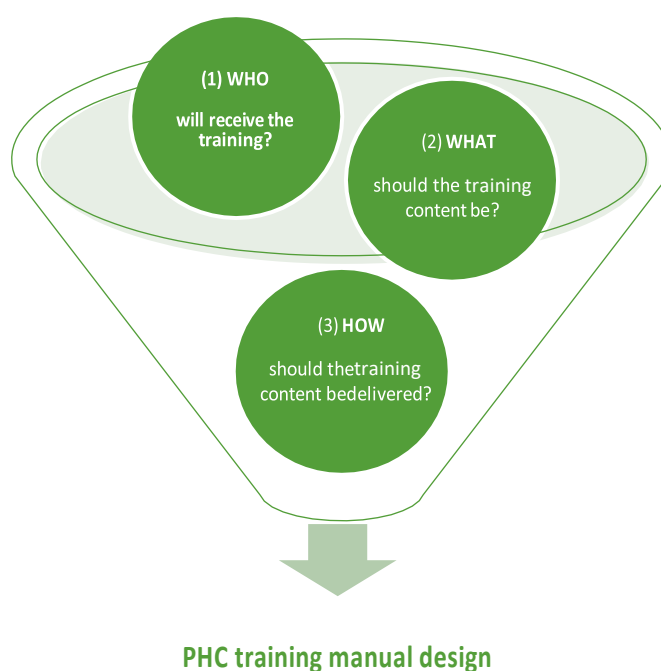 (1) WHO
will receive the
training?
(2) WHAT
should the training
content be?
(3) HOW
should thetraining
content bedelivered?
PHC training manual design